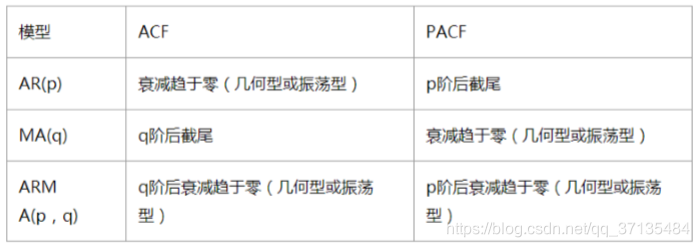 模型 ACF PACF
AR(p) 衰减趋于零（几何型或振荡型） p阶后截尾
MA(q) q阶后截尾 衰减趋于零（几何型或振荡型）
ARM q阶后衰减趋于零（几何型或振荡 p阶后衰减趋于零（几何型或振荡
A(p，q) 型） 型）
https://blog.csdn.net/qq_37135484